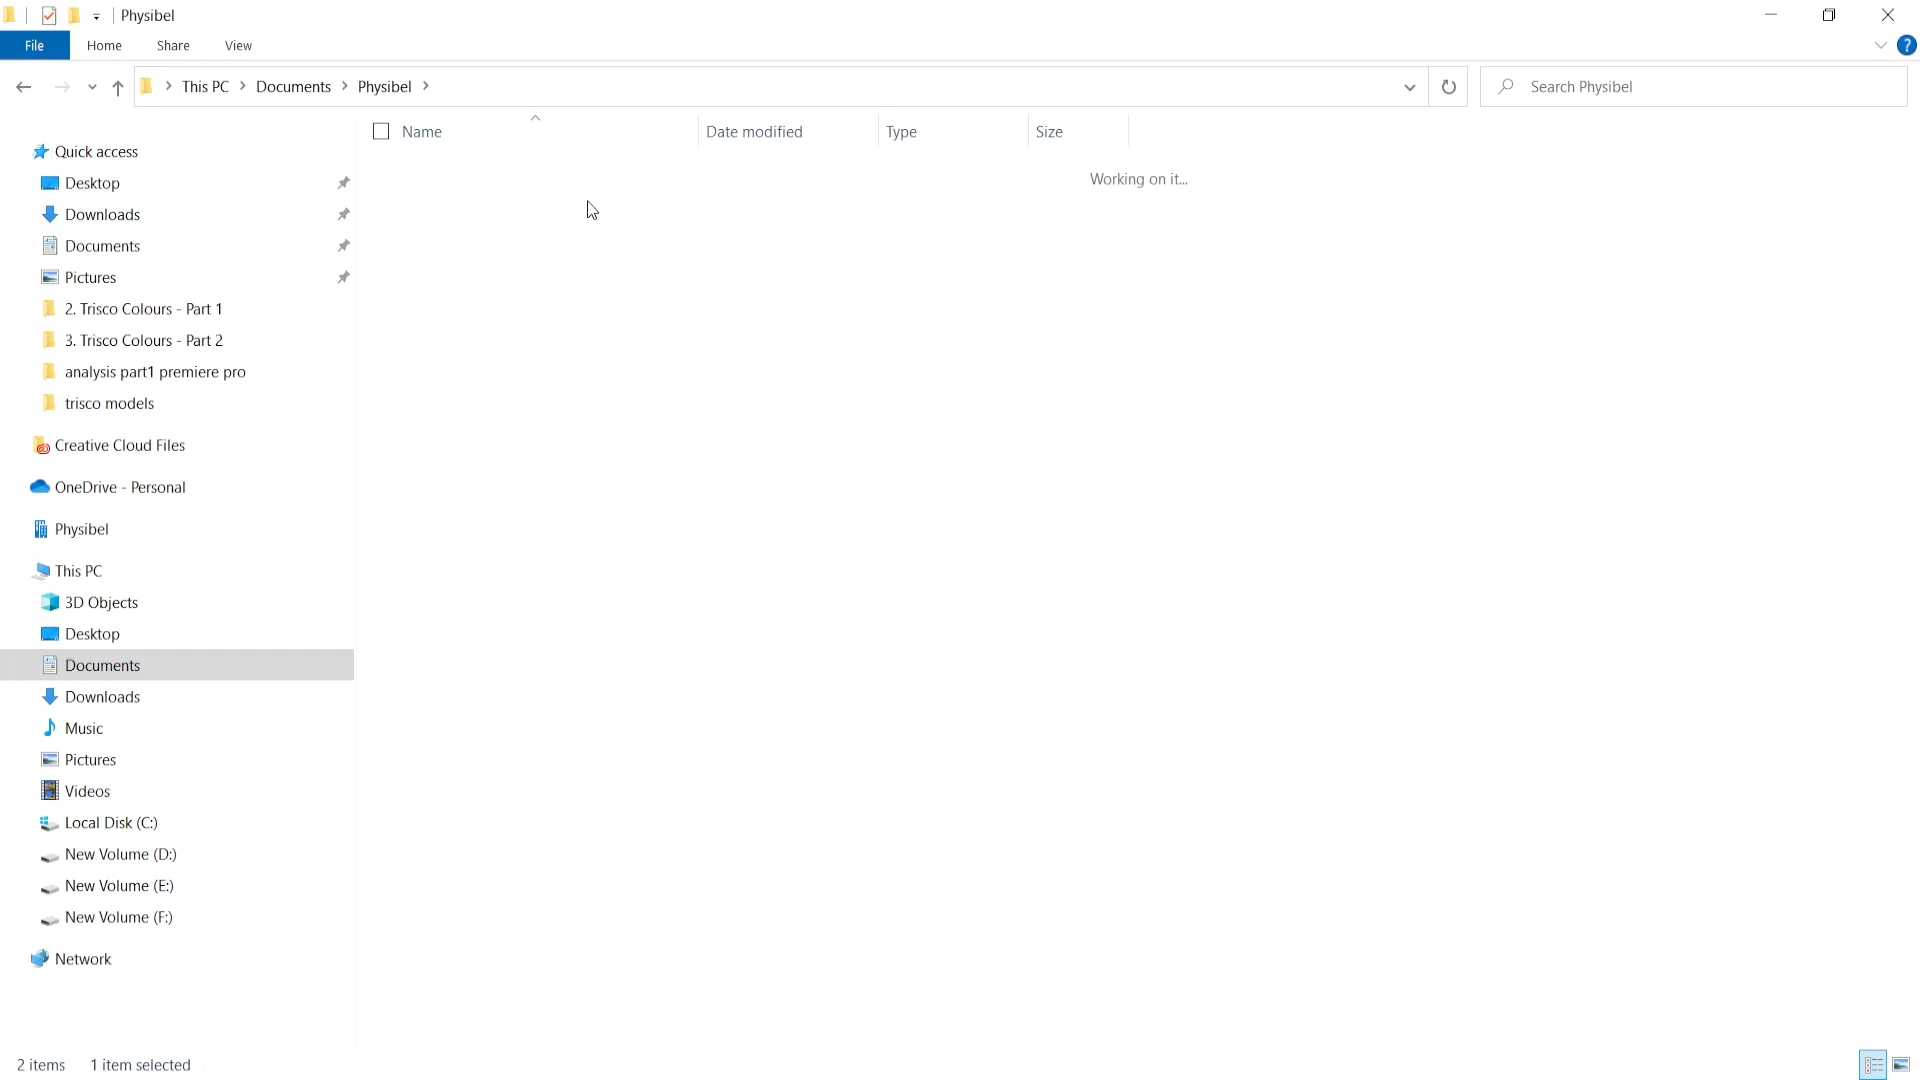 Physibel
File Home Share View
This PC Documents Physibel
Search Physibel
Name Date modified Type Size
Working on it...
Quick access
Desktop
Downloads
Documents
Pictures
2. Trisco Colours - Part 1
3. Trisco Colours - Part 2
analysis part1 premiere pro
trisco models
Creative Cloud Files
OneDrive - Personal
Physibel
This PC
3D Objects
Desktop
Documents
Downloads
Music
Pictures
Videos
Local Disk (C:)
New Volume (D:)
New Volume (E:)
New Volume (F:)
Network
2 items 1 item selected